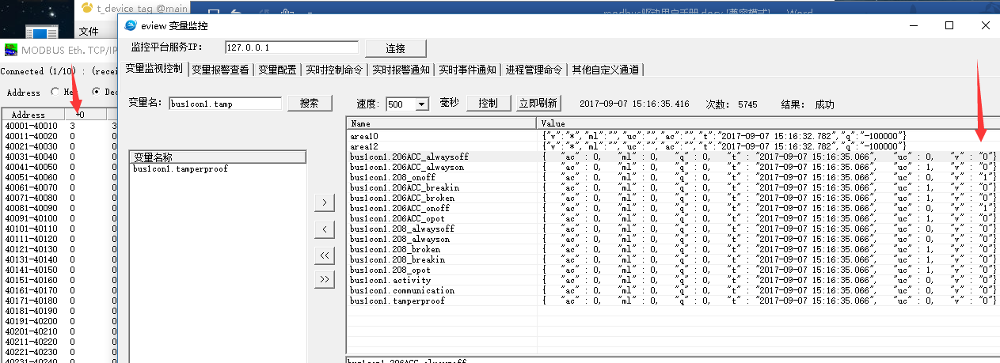 t_device_tag @main
文件
MODBUS Eth. TCP/IP
Connected (1/10) : (recei
Address He Dec
Address +0
40001-40010 3 3
40011-40020 0 0
40021-40030 0 0
40031-40040 0 0
40041-40050 0 0
40051-40060 0 0
40061-40070 0 0
40071-40080 0 0
40081-40090 0 0
40091-40100 0 0
40101-40110 0 0
40111-40120 0 0
40121-40130 0 0
40131-40140 0 0
40141-40150 0 0
40151-40160 0 0
40161-40170 0 0
40171-40180 0 0
40181-40190 0 0
40191-40200 0 0
40201-40210 0 0
40211-40220 0 0
40221-40230 0 0
40231-40240 0 0
modbus驱动用户手册.docx [兼容模式] - Word
eview 变量监控
监控平台服务IP: 127.0.0.1 连接
变量监视控制 变量报警查看 变量配置 实时控制命令 实时报警通知 实时事件通知 进程管理命令 其他自定义通道
变量名: bus1con1.tamp 搜索 速度: 500 毫秒 控制 立即刷新 2017-09-07 15:16:35.416 次数: 5745 结果: 成功
变量名称
bus1con1.tamperproof
>
<
<<
>>
Name Value
area10 {"v":"*","ml":"","uc":"","ac":"","t":"2017-09-07 15:16:32.782","q":"-100000"}
area12 {"v":"*","ml":"","uc":"","ac":"","t":"2017-09-07 15:16:32.782","q":"-100000"}
bus1con1.206ACC_alwaysoff { "ac" : 0, "ml" : 0, "q" : 0, "t" : "2017-09-07 15:16:35.066", "uc" : 0, "v" : "0"}
bus1con1.206ACC_alwayson { "ac" : 0, "ml" : 0, "q" : 0, "t" : "2017-09-07 15:16:35.066", "uc" : 1, "v" : "0"}
bus1con1.208_onoff { "ac" : 0, "ml" : 0, "q" : 0, "t" : "2017-09-07 15:16:35.066", "uc" : 0, "v" : "1"}
bus1con1.206ACC_breakin { "ac" : 0, "ml" : 0, "q" : 0, "t" : "2017-09-07 15:16:35.066", "uc" : 1, "v" : "0"}
bus1con1.206ACC_broken { "ac" : 0, "ml" : 0, "q" : 0, "t" : "2017-09-07 15:16:35.066", "uc" : 1, "v" : "0"}
bus1con1.206ACC_onoff { "ac" : 0, "ml" : 0, "q" : 0, "t" : "2017-09-07 15:16:35.066", "uc" : 0, "v" : "1"}
bus1con1.206ACC_opot { "ac" : 0, "ml" : 0, "q" : 0, "t" : "2017-09-07 15:16:35.066", "uc" : 1, "v" : "0"}
bus1con1.208_alwaysoff { "ac" : 0, "ml" : 0, "q" : 0, "t" : "2017-09-07 15:16:35.066", "uc" : 0, "v" : "0"}
bus1con1.208_alwayson { "ac" : 0, "ml" : 0, "q" : 0, "t" : "2017-09-07 15:16:35.066", "uc" : 0, "v" : "0"}
bus1con1.208_broken { "ac" : 0, "ml" : 0, "q" : 0, "t" : "2017-09-07 15:16:35.066", "uc" : 1, "v" : "0"}
bus1con1.208_breakin { "ac" : 0, "ml" : 0, "q" : 0, "t" : "2017-09-07 15:16:35.066", "uc" : 1, "v" : "0"}
bus1con1.208_opot { "ac" : 0, "ml" : 0, "q" : 0, "t" : "2017-09-07 15:16:35.066", "uc" : 1, "v" : "0"}
bus1con1.activity { "ac" : 0, "ml" : 0, "q" : 0, "t" : "2017-09-07 15:16:35.066", "uc" : 0, "v" : "0"}
bus1con1.communication { "ac" : 0, "ml" : 0, "q" : 0, "t" : "2017-09-07 15:16:35.066", "uc" : 0, "v" : "0"}
bus1con1.tamperproof { "ac" : 0, "ml" : 0, "q" : 0, "t" : "2017-09-07 15:16:35.066", "uc" : 0, "v" : "0"}
bus1con1.206ACC_alwaysoff